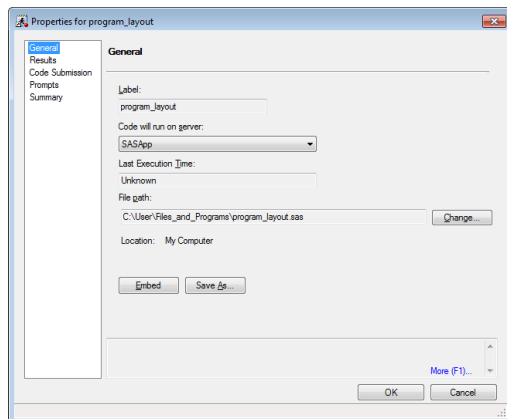 Properties for program_layout
General
Results
Code Submission
Prompts
Summary
General
Label:
program_layout
Code will run on server:
SASApp
Last Execution Time:
Unknown
File path:
C:\User\Files_and_Programs\program_layout.sas
Change...
Location: My Computer
Embed
Save As...
More (F1)...
OK
Cancel